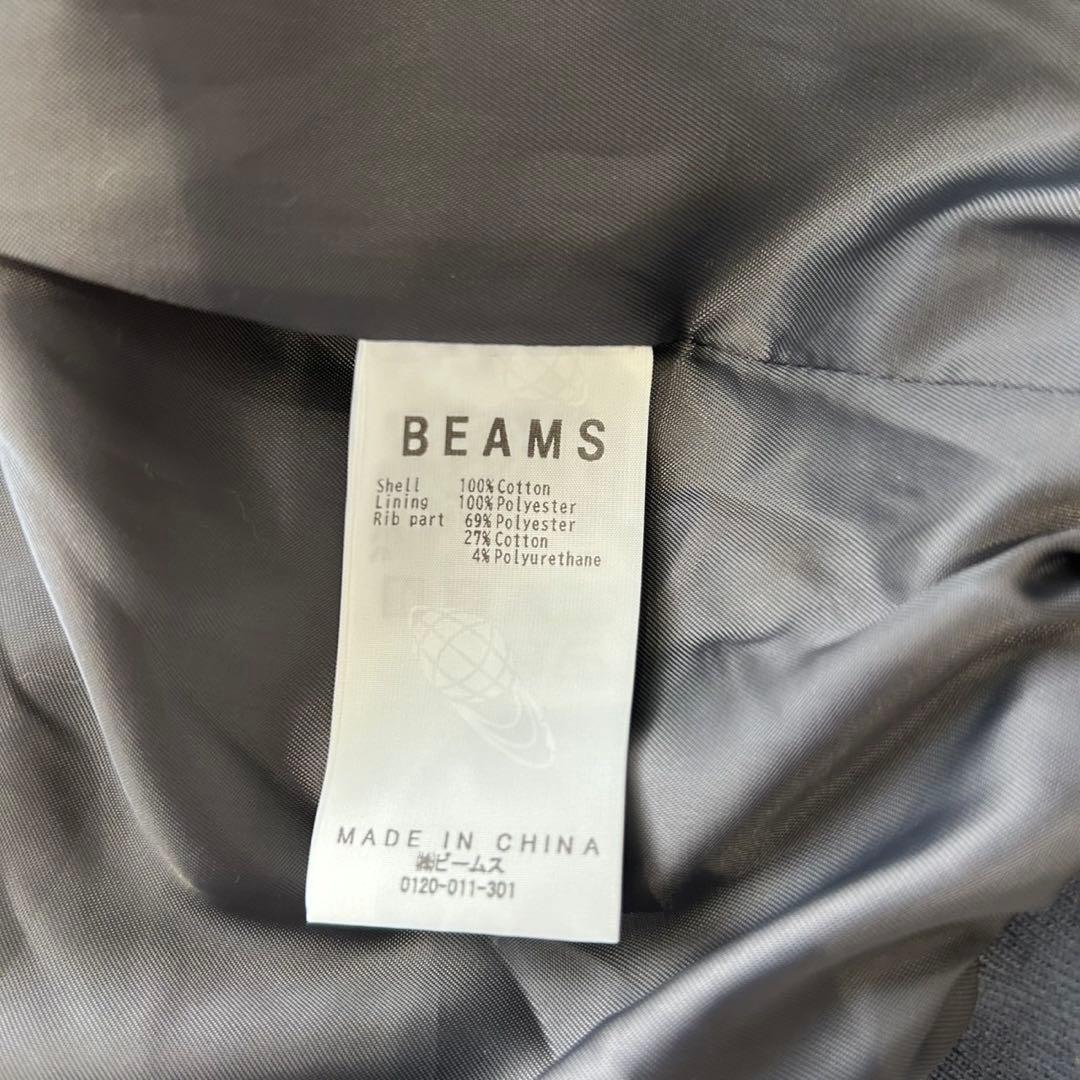 BEAMS
Shell 100% Cotton
Lining 100% Polyester
Rib part 69% Polyester
27% Cotton
4% Polyurethane
MADE IN CHINA
㈱ビームス
0120-011-301